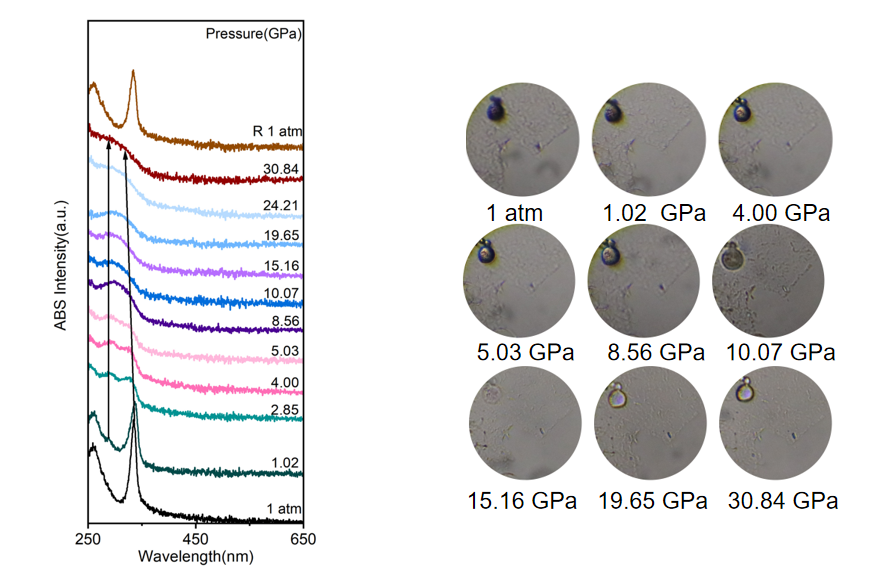 Pressure(GPa)
R 1 atm
30.84
24.21
19.65
15.16
10.07
8.56
5.03
4.00
2.85
1.02
1 atm
250 450 650
Wavelength(nm)
ABS Intensity(a.u.)
1 atm 1.02 GPa 4.00 GPa
5.03 GPa 8.56 GPa 10.07 GPa
15.16 GPa 19.65 GPa 30.84 GPa